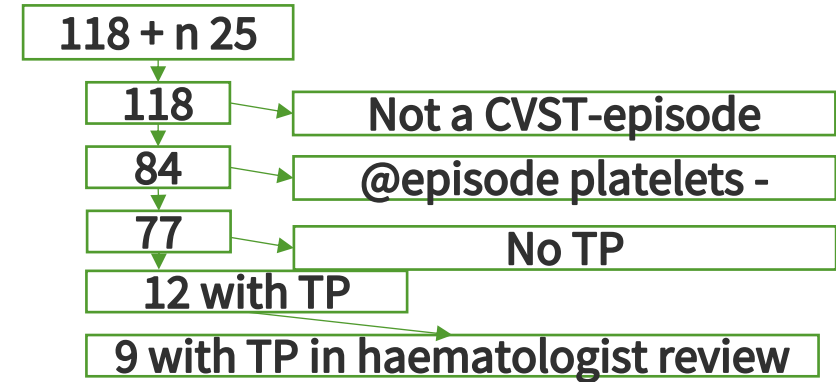 118 + n 25
118
Not a CVST-episode
84
@episode platelets -
77
No TP
12 with TP
9 with TP in haematologist review